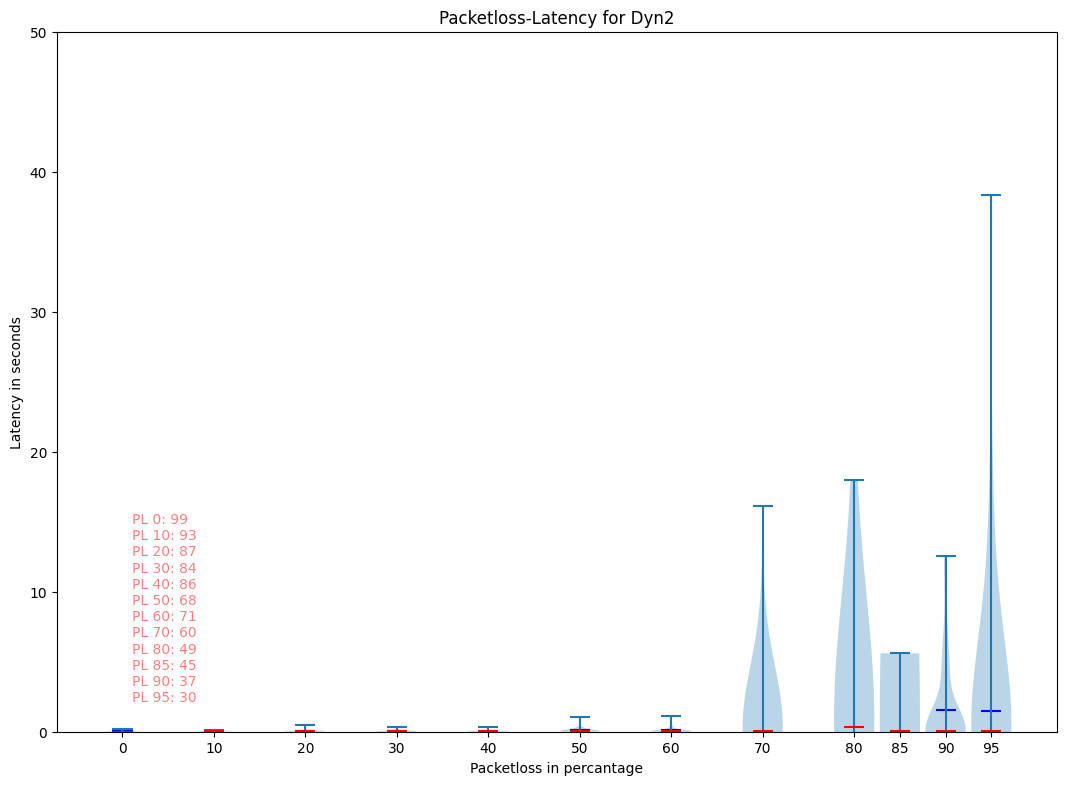 Packetloss-Latency for Dyn2
50
40
30
20
10
0
Latency in seconds
PL 0: 99
PL 10: 93
PL 20: 87
PL 30: 84
PL 40: 86
PL 50: 68
PL 60: 71
PL 70: 60
PL 80: 49
PL 85: 45
PL 90: 37
PL 95: 30
0 10 20 30 40 50 60 70 80 85 90 95
Packetloss in percantage